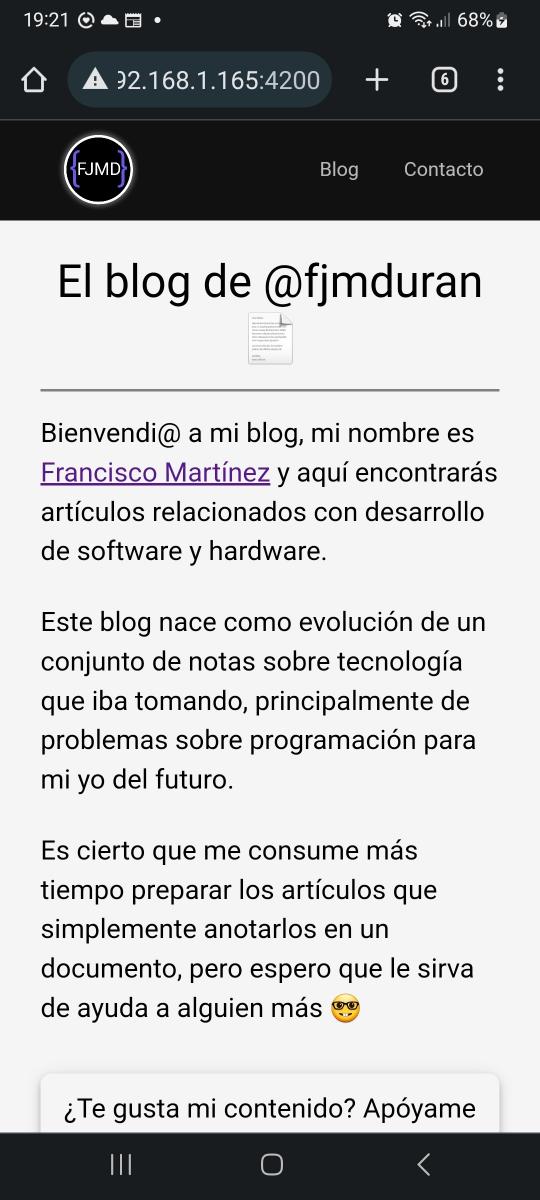 19:21
68%
92.168.1.165:4200
6
{FJMD}
Blog
Contacto
El blog de @fjmduran
Bienvendi@ a mi blog, mi nombre es
Francisco Martínez y aquí encontrarás
artículos relacionados con desarrollo
de software y hardware.
Este blog nace como evolución de un
conjunto de notas sobre tecnología
que iba tomando, principalmente de
problemas sobre programación para
mi yo del futuro.
Es cierto que me consume más
tiempo preparar los artículos que
simplemente anotarlos en un
documento, pero espero que le sirva
de ayuda a alguien más 🤓
¿Te gusta mi contenido? Apóyame